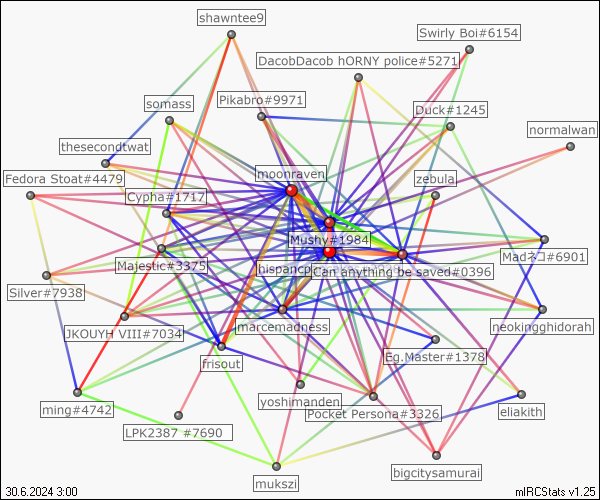 shawntee9
Swirly Boi#6154
DacobDacob hORNY police#5271
Pikabro#9971
somass
Duck#1245
normalwan
thesecondtwat
moonraven
Fedora Stoat#4479
zebula
Cypha#1717
Mushy#1984
Madネコ#6901
Majestic#3375
hispancp
Can anything be saved#0396
Silver#7938
JKOUYH VIII#7034
marcemadness
neokingghidorah
frisout
Eg.Master#1378
yoshimanden
eliakith
ming#4742
Pocket Persona#3326
LPK2387 #7690
bigcitysamurai
mukszi
30.6.2024 3:00
mIRCStats v1.25